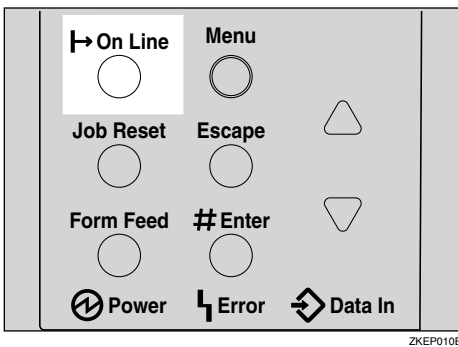 On Line Menu
Job Reset Escape
Form Feed # Enter
Power Error Data In
ZKEP010E